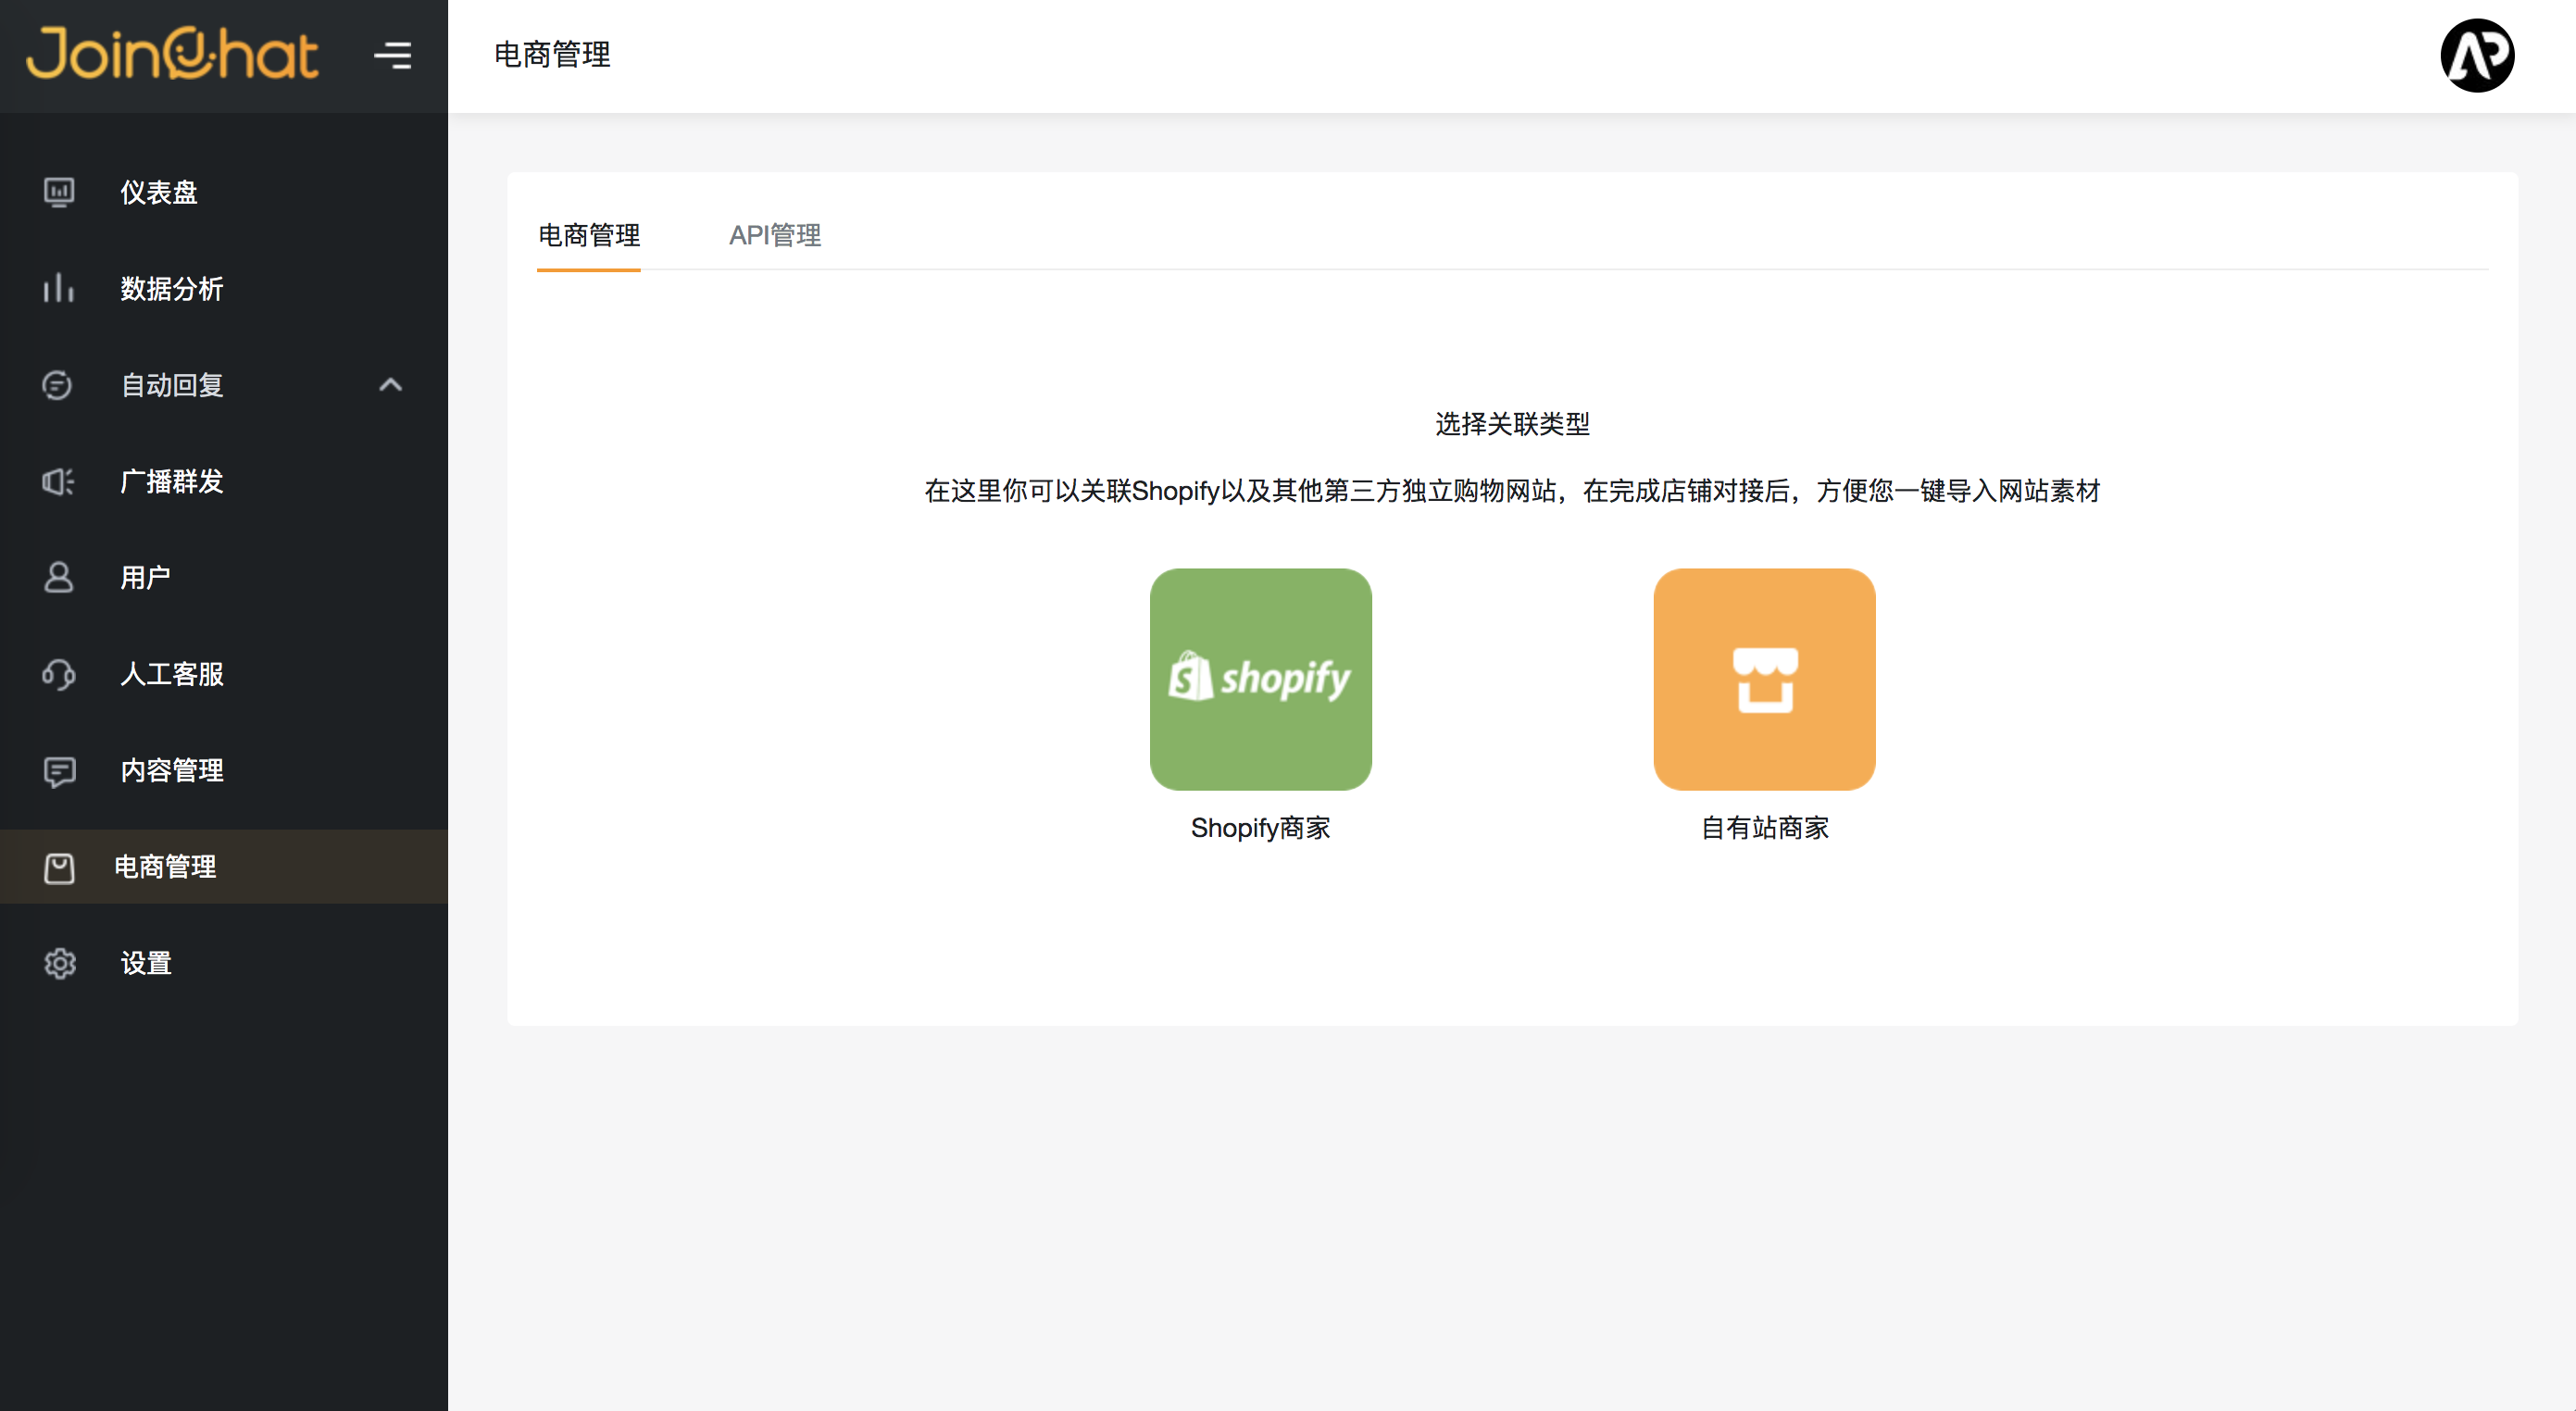 JoinChat
电商管理
仪表盘
数据分析
自动回复
广播群发
用户
人工客服
内容管理
电商管理
设置
电商管理
API管理
选择关联类型
在这里你可以关联Shopify以及其他第三方独立购物网站，在完成店铺对接后，方便您一键导入网站素材
shopify
Shopify商家
自有站商家
AP